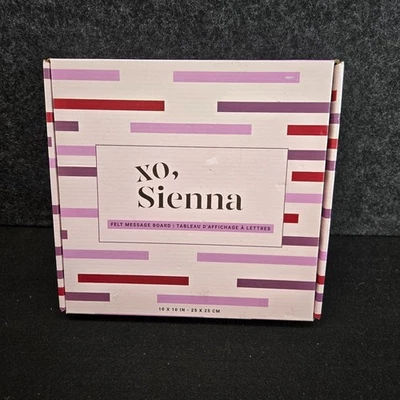 xo,
Sienna
FELT MESSAGE BOARD | TABLEAU D'AFFICHAGE À LETTRES
10 X 10 IN - 25 X 25 CM